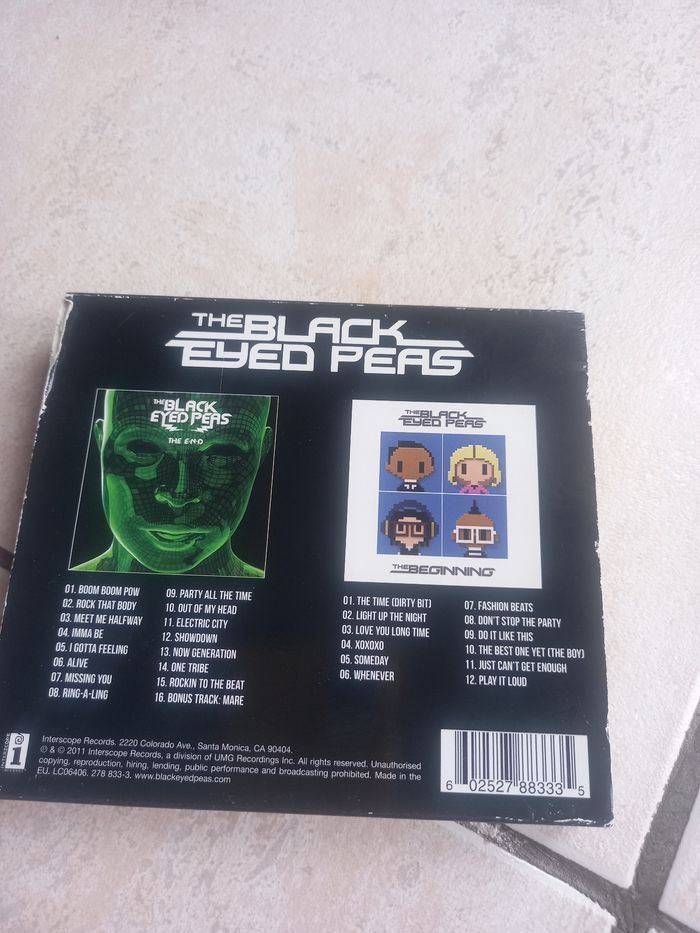 THE BLACK
EYED PEAS
THE BLACK
EYED PEAS
THE E·N·D
01. BOOM BOOM POW
02. ROCK THAT BODY
03. MEET ME HALFWAY
04. IMMA BE
05. I GOTTA FEELING
06. ALIVE
07. MISSING YOU
08. RING-A-LING
09. PARTY ALL THE TIME
10. OUT OF MY HEAD
11. ELECTRIC CITY
12. SHOWDOWN
13. NOW GENERATION
14. ONE TRIBE
15. ROCKIN TO THE BEAT
16. BONUS TRACK: MARE
THE BLACK
EYED PEAS
THE BEGINNING
01. THE TIME (DIRTY BIT)
02. LIGHT UP THE NIGHT
03. LOVE YOU LONG TIME
04. XOXOXO
05. SOMEDAY
06. WHENEVER
07. FASHION BEATS
08. DON'T STOP THE PARTY
09. DO IT LIKE THIS
10. THE BEST ONE YET (THE BOY)
11. JUST CAN'T GET ENOUGH
12. PLAY IT LOUD
INTERSCOPE
i
Interscope Records. 2220 Colorado Ave., Santa Monica, CA 90404.
℗ & © 2011 Interscope Records, a division of UMG Recordings Inc. All rights reserved. Unauthorised
copying, reproduction, hiring, lending, public performance and broadcasting prohibited. Made in the
EU. LC06406. 278 833-3. www.blackeyedpeas.com
6 02527 88333 5